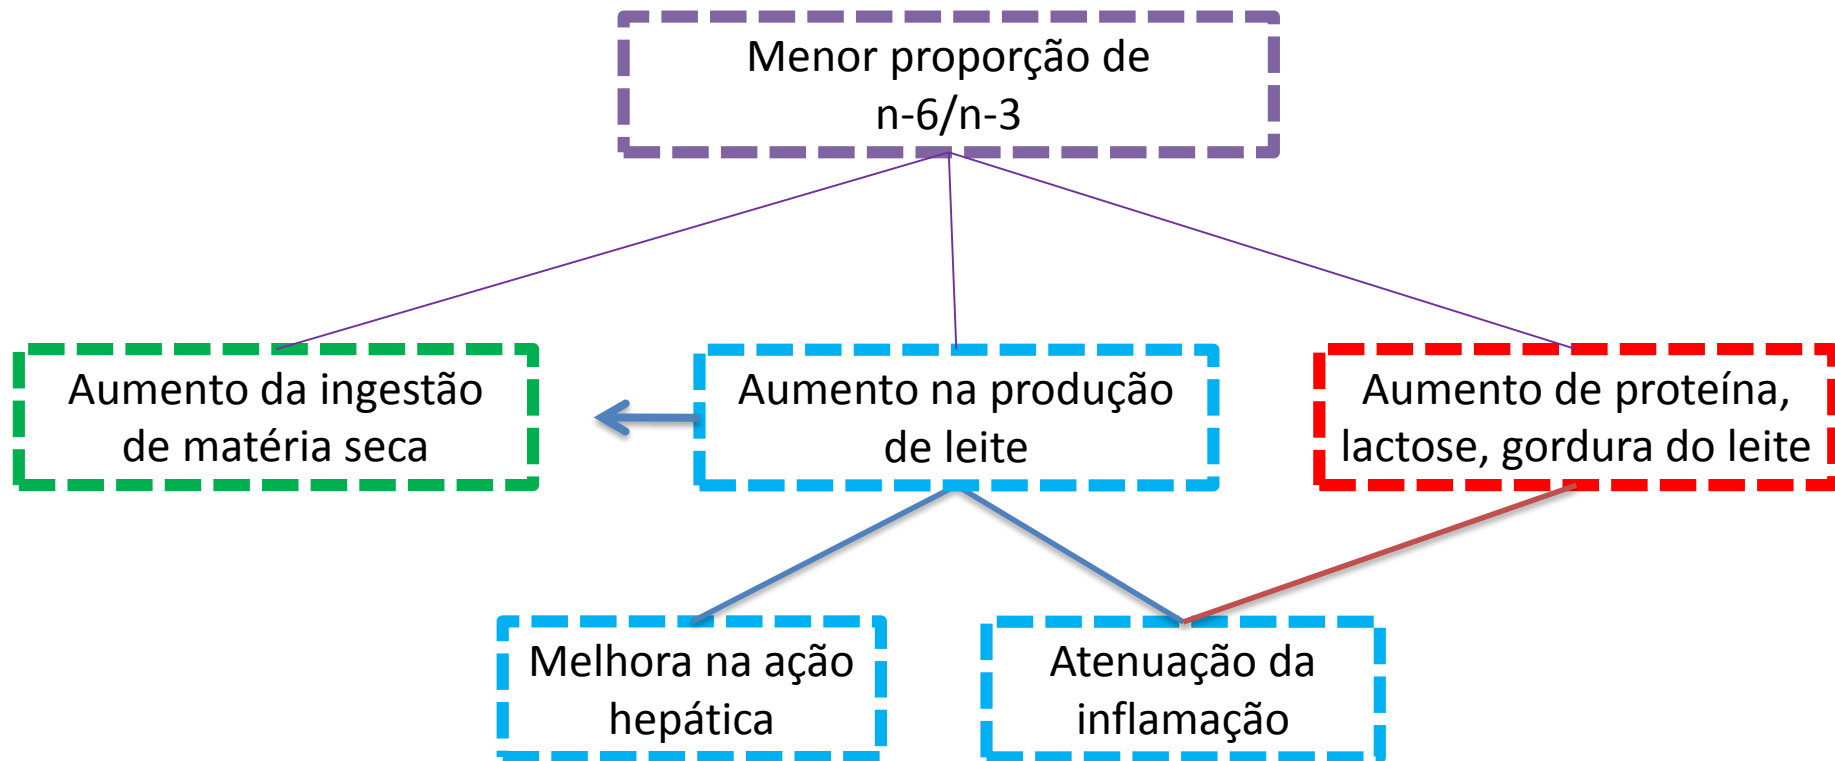 Menor proporção de
n-6/n-3
Aumento da ingestão
de matéria seca
Aumento na produção
de leite
Aumento de proteína,
lactose, gordura do leite
Melhora na ação
hepática
Atenuação da
inflamação